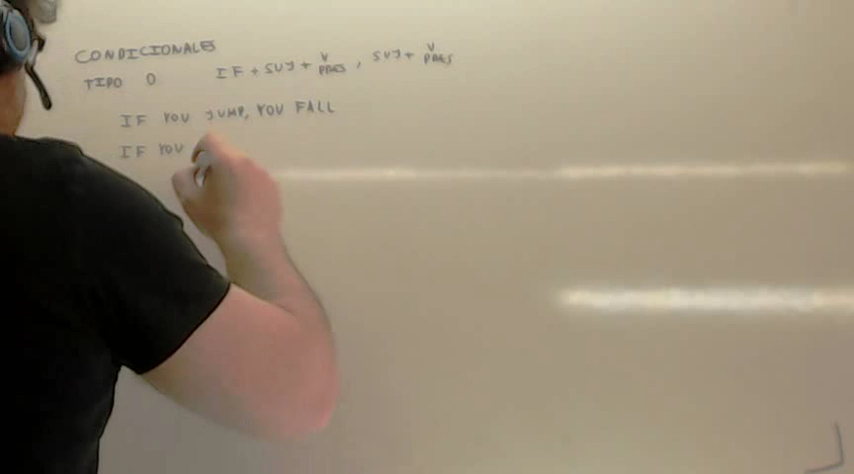 CONDICIONALES
TIPO 0 IF + SUJ + V PRES, SUJ + V PRES
IF YOU JUMP, YOU FALL
IF YOU